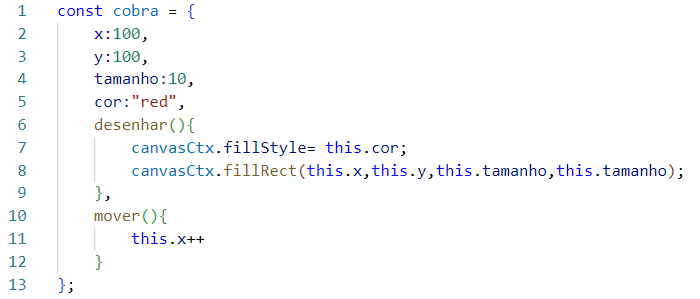 1 const cobra = {
2 x:100,
3 y:100,
4 tamanho:10,
5 cor:"red",
6 desenhar(){
7 canvasCtx.fillStyle= this.cor;
8 canvasCtx.fillRect(this.x,this.y,this.tamanho,this.tamanho);
9 },
10 mover(){
11 this.x++
12 }
13 };